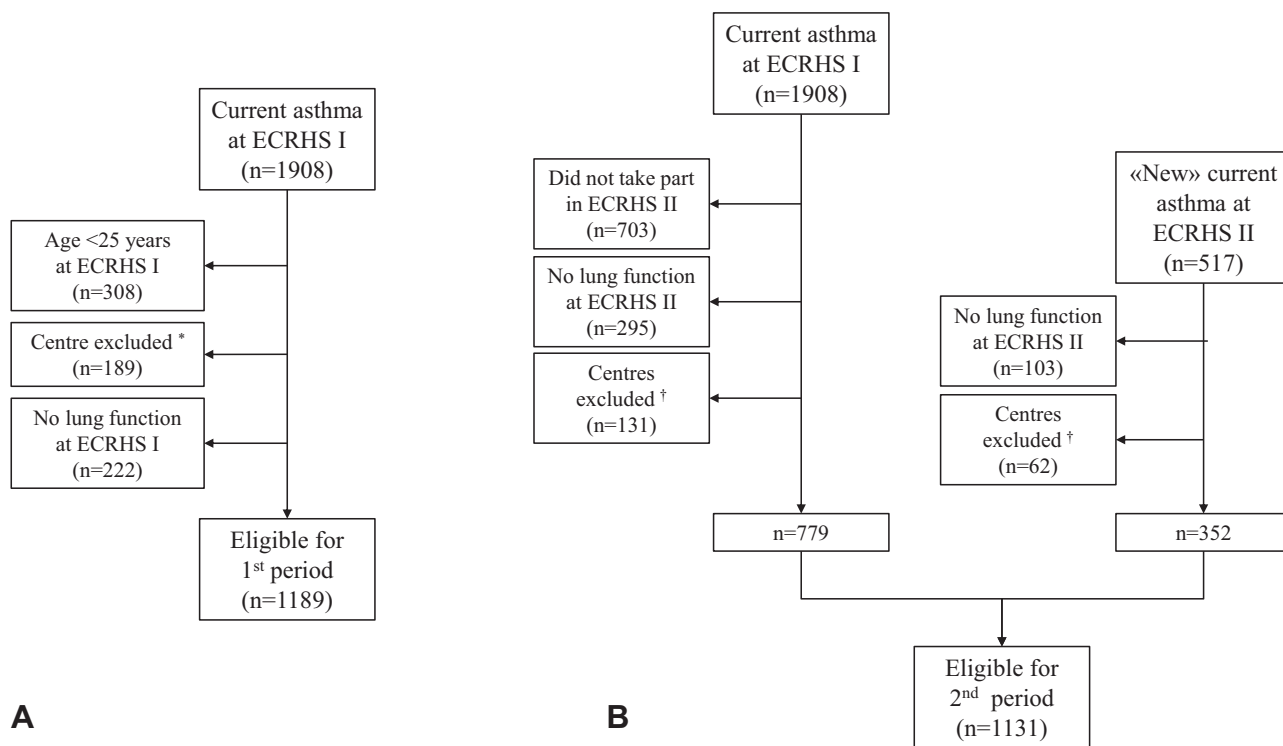 Current asthma
at ECRHS I
(n=1908)
Age <25 years
at ECRHS I
(n=308)
Centre excluded *
(n=189)
No lung function
at ECRHS I
(n=222)
Eligible for
1st period
(n=1189)
A
Current asthma
at ECRHS I
(n=1908)
Did not take part
in ECRHS II
(n=703)
No lung function
at ECRHS II
(n=295)
Centres
excluded †
(n=131)
n=779
«New» current
asthma at
ECRHS II
(n=517)
No lung function
at ECRHS II
(n=103)
Centres
excluded †
(n=62)
n=352
Eligible for
2nd period
(n=1131)
B